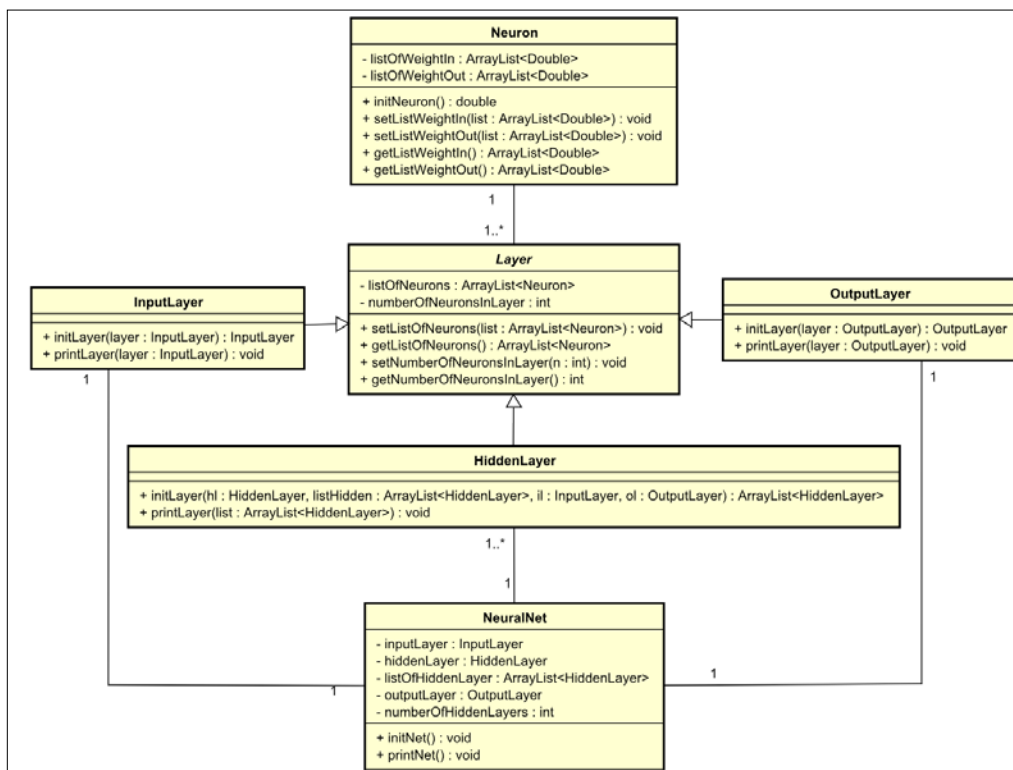 Neuron
- listOfWeightIn : ArrayList<Double>
- listOfWeightOut : ArrayList<Double>
+ initNeuron() : double
+ setListWeightIn(list : ArrayList<Double>) : void
+ setListWeightOut(list : ArrayList<Double>) : void
+ getListWeightIn() : ArrayList<Double>
+ getListWeightOut() : ArrayList<Double>
1
1..*
Layer
- listOfNeurons : ArrayList<Neuron>
- numberOfNeuronsInLayer : int
+ setListOfNeurons(list : ArrayList<Neuron>) : void
+ getListOfNeurons() : ArrayList<Neuron>
+ setNumberOfNeuronsInLayer(n : int) : void
+ getNumberOfNeuronsInLayer() : int
InputLayer
+ initLayer(layer : InputLayer) : InputLayer
+ printLayer(layer : InputLayer) : void
1
OutputLayer
+ initLayer(layer : OutputLayer) : OutputLayer
+ printLayer(layer : OutputLayer) : void
1
HiddenLayer
+ initLayer(hl : HiddenLayer, listHidden : ArrayList<HiddenLayer>, il : InputLayer, ol : OutputLayer) : ArrayList<HiddenLayer>
+ printLayer(list : ArrayList<HiddenLayer>) : void
1..*
1
NeuralNet
- inputLayer : InputLayer
- hiddenLayer : HiddenLayer
- listOfHiddenLayer : ArrayList<HiddenLayer>
- outputLayer : OutputLayer
- numberOfHiddenLayers : int
+ initNet() : void
+ printNet() : void
1
1